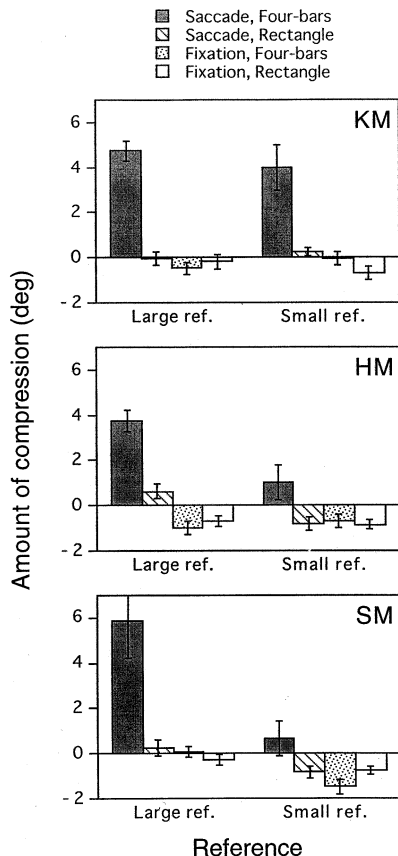 Saccade, Four-bars
Saccade, Rectangle
Fixation, Four-bars
Fixation, Rectangle
KM
6
4
2
0
- 2
Large ref.
Small ref.
HM
6
4
2
0
- 2
Large ref.
Small ref.
SM
6
4
2
0
- 2
Large ref.
Small ref.
Amount of compression (deg)
Reference